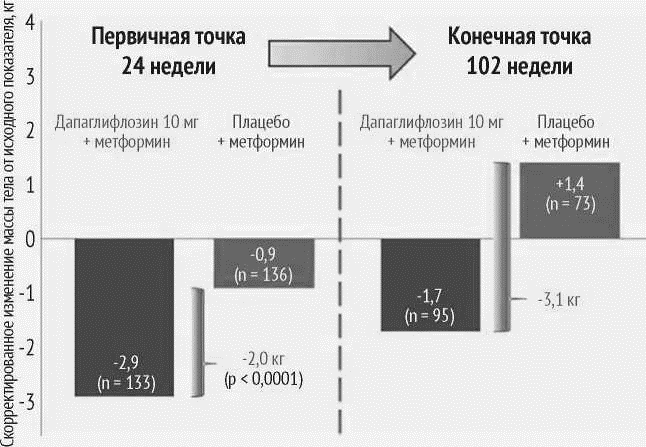 Скорректированное изменение массы тела от исходного показателя, кг
4
3
2
1
0
-1
-2
-3
Первичная точка
24 недели
Конечная точка
102 недели
Дапаглифлозин 10 мг
+ метформин
Плацебо
+ метформин
Дапаглифлозин 10 мг
+ метформин
Плацебо
+ метформин
-2,9
(n = 133)
-0,9
(n = 136)
-2,0 кг
(p < 0,0001)
-1,7
(n = 95)
+1,4
(n = 73)
-3,1 кг